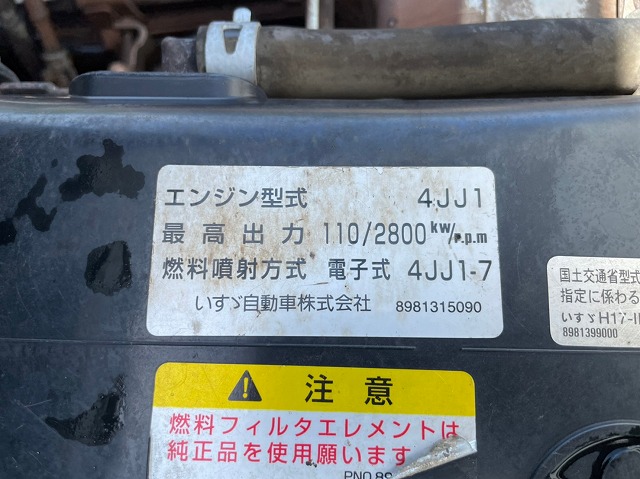 エンジン型式 4JJ1
最高出力 110/2800 kw/r.p.m
燃料噴射方式 電子式 4JJ1-7
いすゞ自動車株式会社 8981315090
国土交通省型式
指定に係わる
いすゞH17-
8981399000
注意
燃料フィルタエレメントは
純正品を使用願います
PNO.89